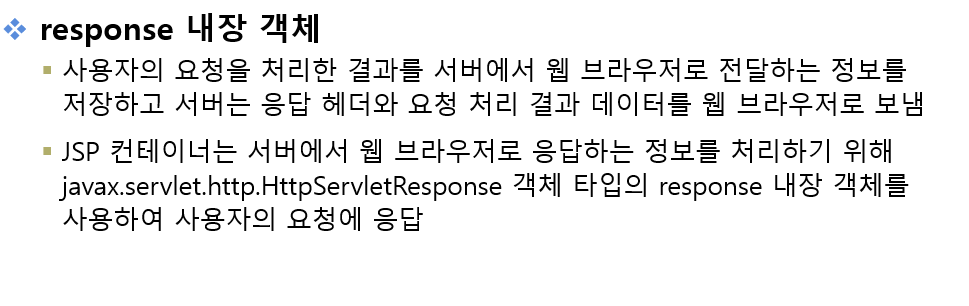 response 내장 객체
사용자의 요청을 처리한 결과를 서버에서 웹 브라우저로 전달하는 정보를
저장하고 서버는 응답 헤더와 요청 처리 결과 데이터를 웹 브라우저로 보냄
JSP 컨테이너는 서버에서 웹 브라우저로 응답하는 정보를 처리하기 위해
javax.servlet.http.HttpServletResponse 객체 타입의 response 내장 객체를
사용하여 사용자의 요청에 응답